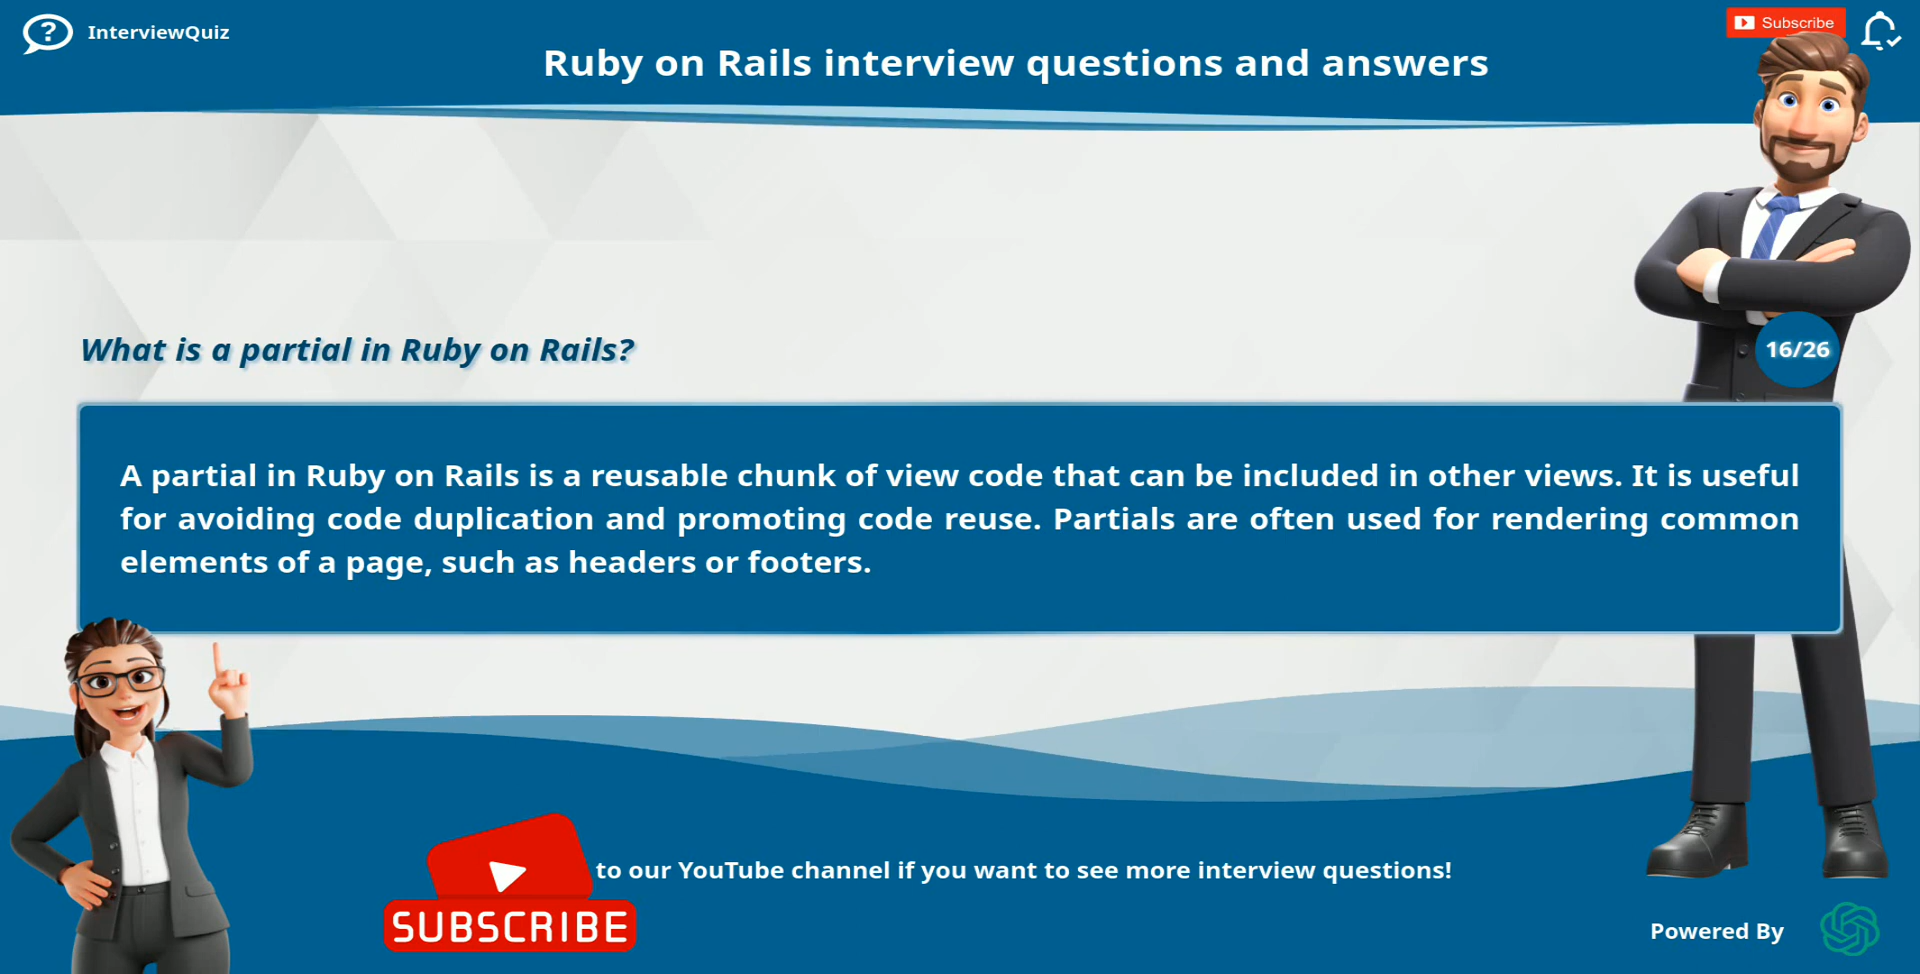 InterviewQuiz
Subscribe
Ruby on Rails interview questions and answers
What is a partial in Ruby on Rails?
16/26
A partial in Ruby on Rails is a reusable chunk of view code that can be included in other views. It is useful
for avoiding code duplication and promoting code reuse. Partials are often used for rendering common
elements of a page, such as headers or footers.
to our YouTube channel if you want to see more interview questions!
SUBSCRIBE
Powered By